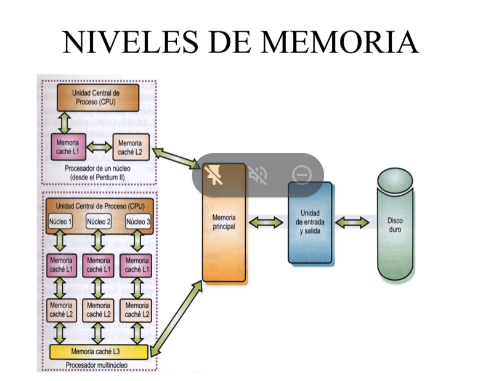 NIVELES DE MEMORIA
Unidad Central de
Proceso (CPU)
Memoria
caché L1
Memoria
caché L2
Procesador de un núcleo
(desde el Pentium II)
Unidad Central de Proceso (CPU)
Núcleo 1
Núcleo 2
Núcleo 3
Memoria
caché L1
Memoria
caché L1
Memoria
caché L1
Memoria
caché L2
Memoria
caché L2
Memoria
caché L2
Memoria caché L3
Procesador multinúcleo
Memoria
principal
Unidad
de entrada
y salida
Disco
duro